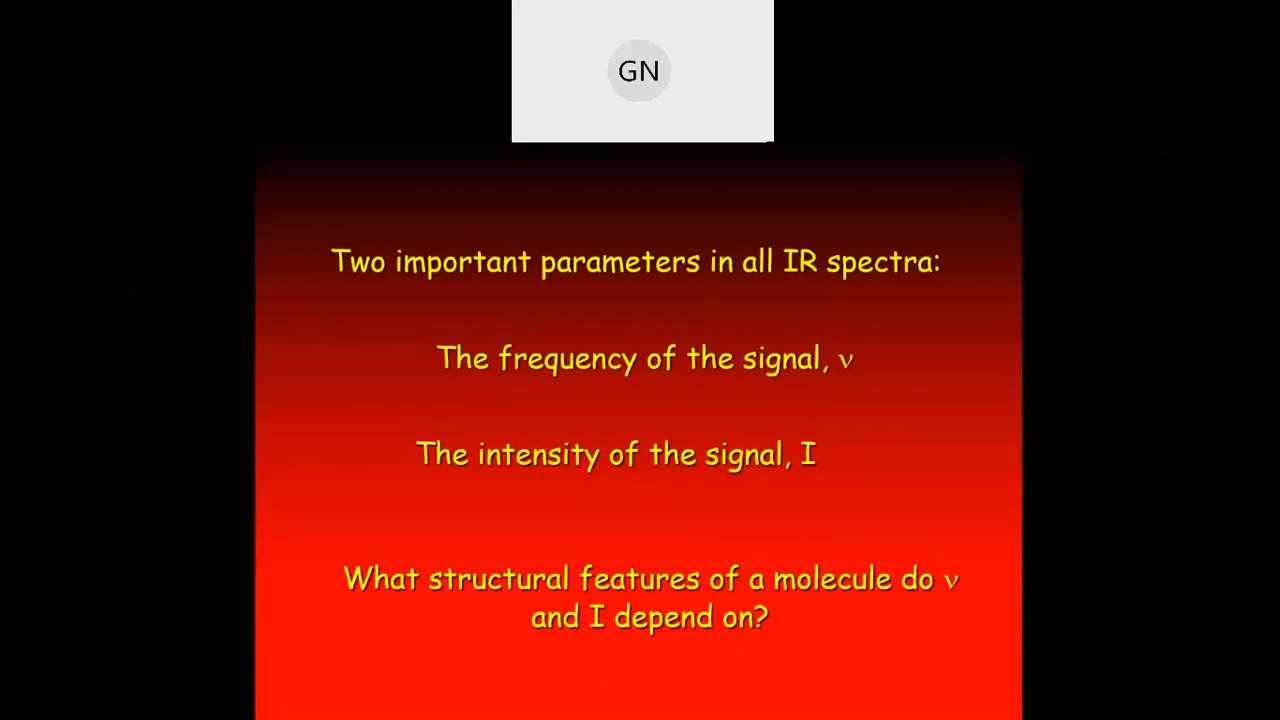 GN
Two important parameters in all IR spectra:
The frequency of the signal, ν
The intensity of the signal, I
What structural features of a molecule do ν
and I depend on?